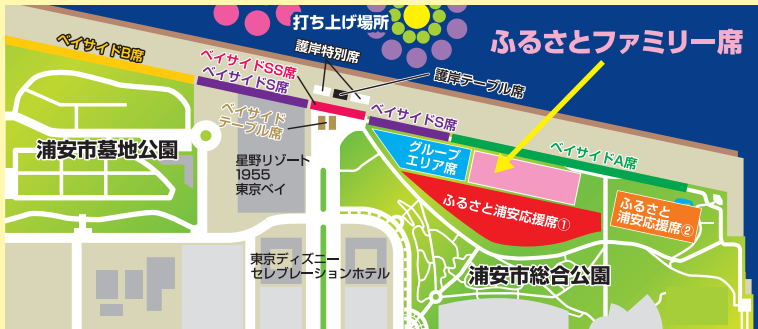 打ち上げ場所
ふるさとファミリー席
ベイサイドB席
護岸特別席
ベイサイドSS席
ベイサイドS席
護岸テーブル席
ベイサイド
テーブル席
ベイサイドS席
グループ
エリア席
ベイサイドA席
浦安市墓地公園
星野リゾート
1955
東京ベイ
ふるさと浦安応援席①
ふるさと
浦安応援席②
東京ディズニー
セレブレーションホテル
浦安市総合公園